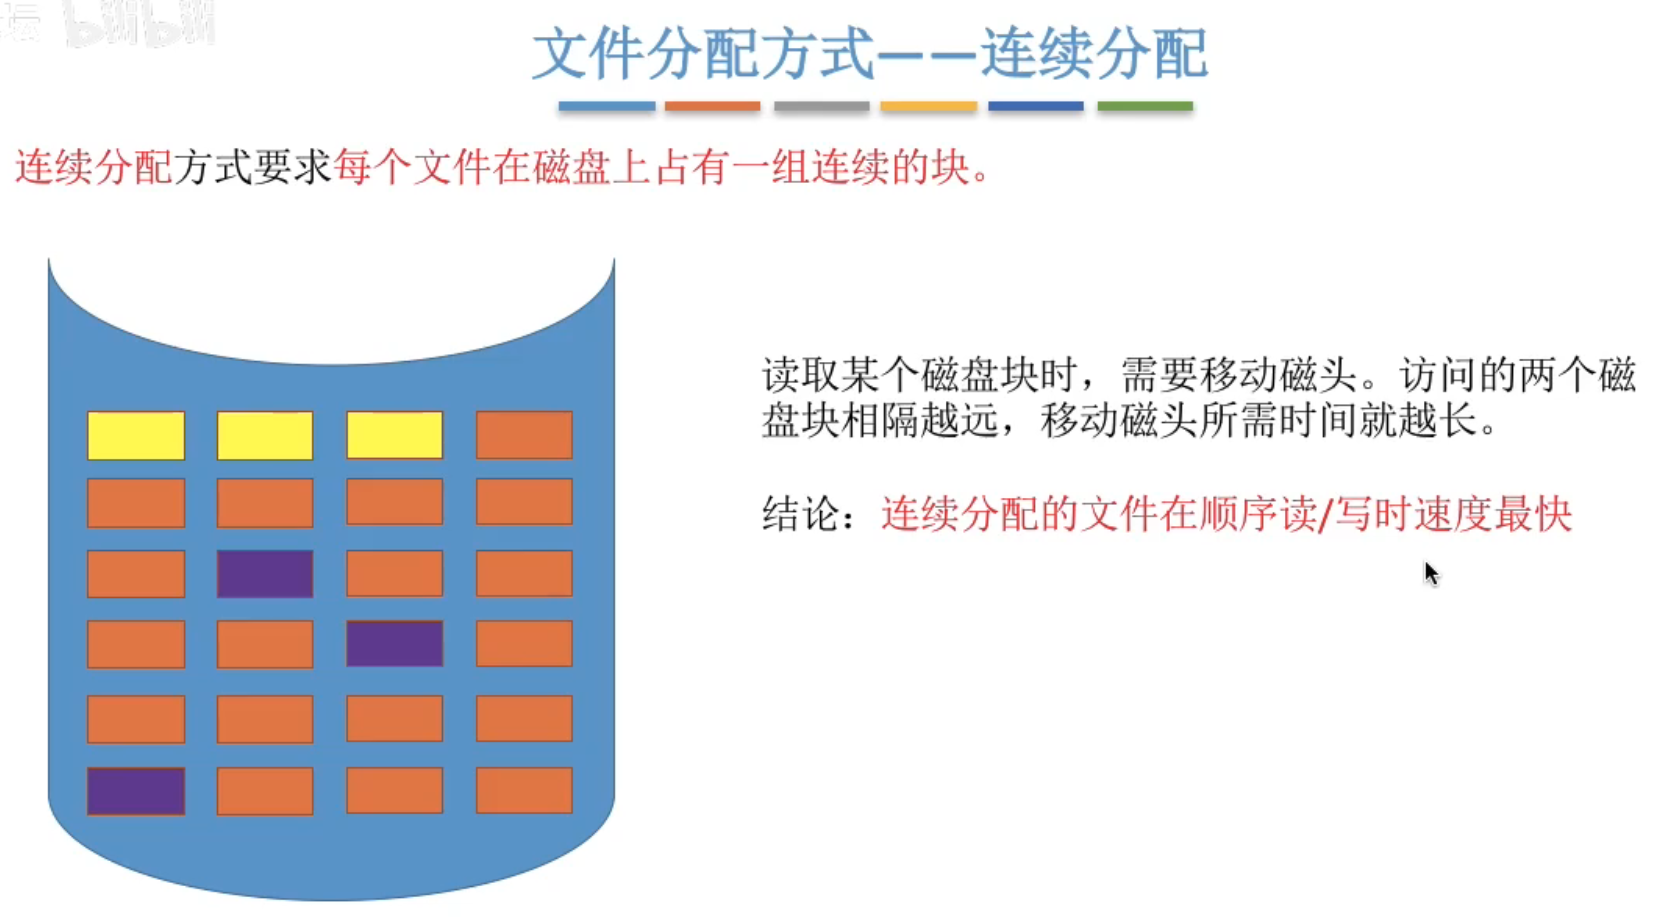 坛 bilibili
文件分配方式——连续分配
连续分配方式要求每个文件在磁盘上占有一组连续的块。
读取某个磁盘块时，需要移动磁头。访问的两个磁
盘块相隔越远，移动磁头所需时间就越长。
结论：连续分配的文件在顺序读/写时速度最快